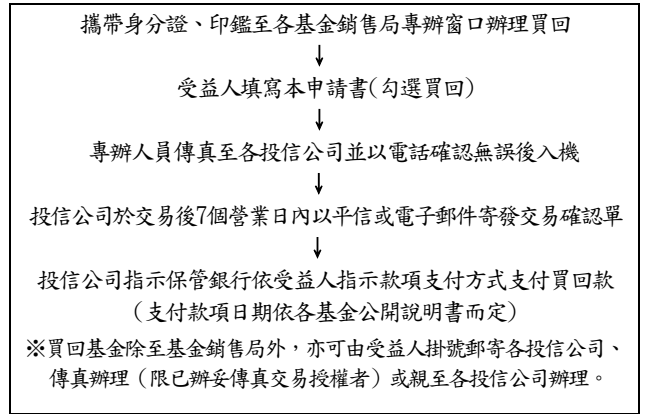 攜帶身分證、印鑑至各基金銷售局專辦窗口辦理買回
↓
受益人填寫本申請書(勾選買回)
↓
專辦人員傳真至各投信公司並以電話確認無誤後入機
↓
投信公司於交易後7個營業日內以平信或電子郵件寄發交易確認單
↓
投信公司指示保管銀行依受益人指示款項支付方式支付買回款
(支付款項日期依各基金公開說明書而定)
※買回基金除至基金銷售局外,亦可由受益人掛號郵寄各投信公司、
傳真辦理(限已辦妥傳真交易授權者)或親至各投信公司辦理。